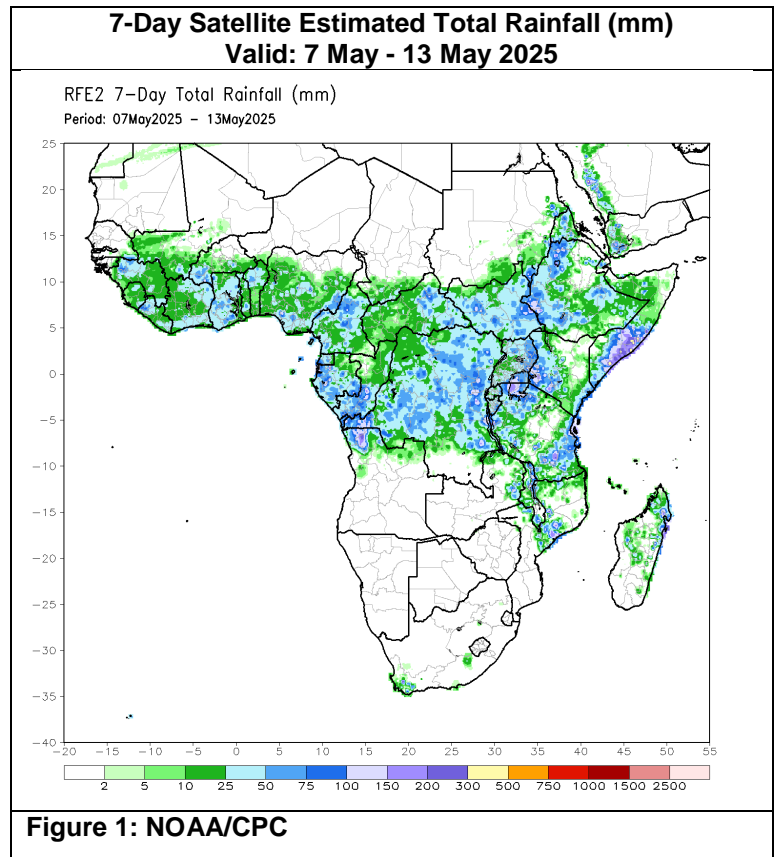 7-Day Satellite Estimated Total Rainfall (mm)
Valid: 7 May - 13 May 2025
RFE2 7-Day Total Rainfall (mm)
Period: 07May2025 - 13May2025
25
20
15
10
5
0
-5
-10
-15
-20
-25
-30
-35
-40
-20 -15 -10 -5 0 5 10 15 20 25 30 35 40 45 50 55
2 5 10 25 50 75 100 150 200 300 500 750 1000 1500 2500
Figure 1: NOAA/CPC